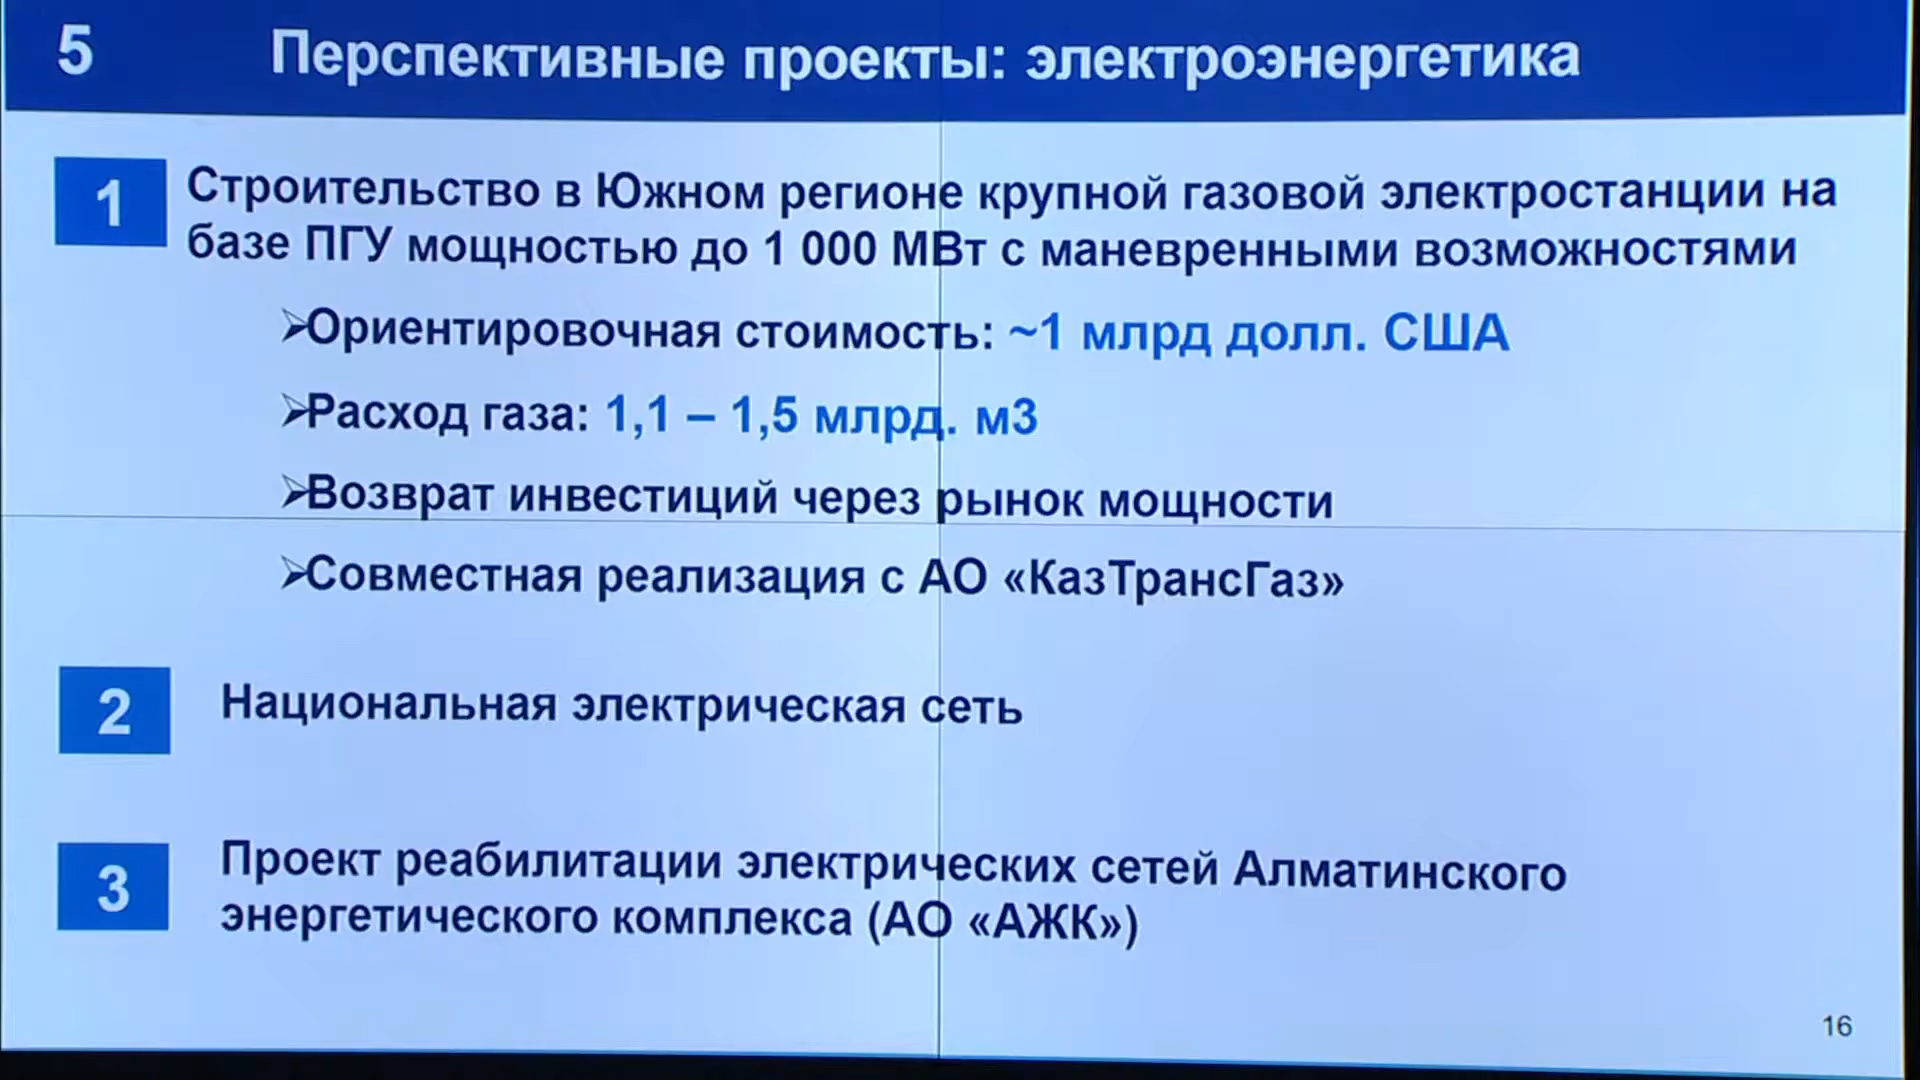 5
Перспективные проекты: электроэнергетика
1
Строительство в Южном регионе крупной газовой электростанции на
базе ПГУ мощностью до 1 000 МВт с маневренными возможностями
➢Ориентировочная стоимость: ~1 млрд долл. США
➢Расход газа: 1,1 – 1,5 млрд. м3
➢Возврат инвестиций через рынок мощности
➢Совместная реализация с АО «КазТрансГаз»
2
Национальная электрическая сеть
3
Проект реабилитации электрических сетей Алматинского
энергетического комплекса (АО «АЖК»)
16